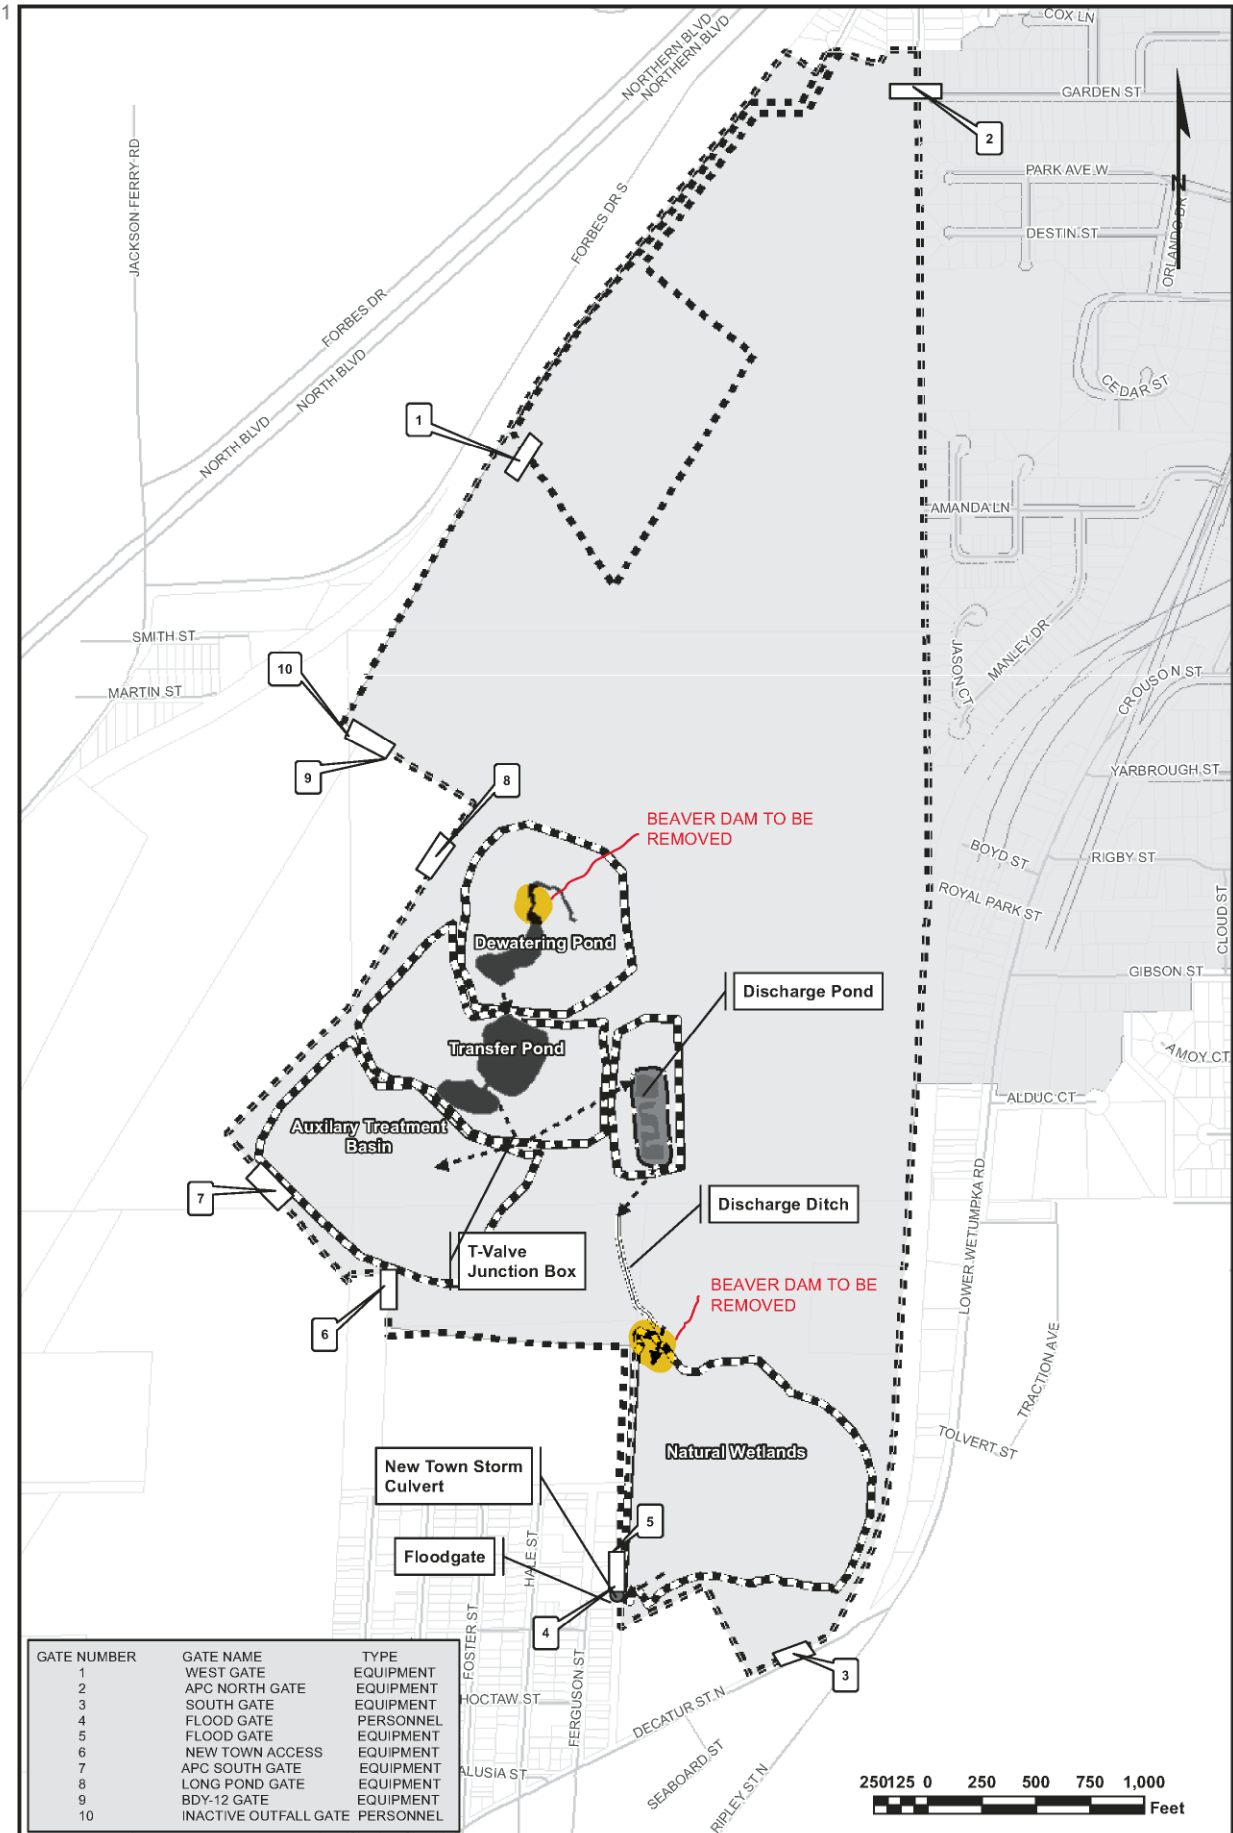 1
COX LN
NORTHERN BLVD
NORTHERN BLVD
GARDEN ST
2
PARK AVE W
N
JACKSON FERRY RD
FORBES DR S
DESTIN ST
ORLANDO DR
FORBES DR
NORTH BLVD
CEDAR ST
1
NORTH BLVD
AMANDA LN
SMITH ST
JASON CT
MANLEY DR
10
MARTIN ST
CROUSON ST
9
8
YARBROUGH ST
BEAVER DAM TO BE
REMOVED
BOYD ST
RIGBY ST
ROYAL PARK ST
CLOUD ST
Dewatering Pond
GIBSON ST
Discharge Pond
Transfer Pond
AMOY CT
ALDUC CT
Auxilary Treatment
Basin
7
Discharge Ditch
LOWER WETUMPKA RD
T-Valve
Junction Box
BEAVER DAM TO BE
REMOVED
6
TRACTION AVE
TOLVERT ST
Natural Wetlands
New Town Storm
Culvert
5
Floodgate
HALE ST
4
FOSTER ST
FERGUSON ST
3
HOCTAW ST
DECATUR ST N
ALUSIA ST
SEABOARD ST
RIPLEY ST N
GATE NUMBER GATE NAME TYPE
1 WEST GATE EQUIPMENT
2 APC NORTH GATE EQUIPMENT
3 SOUTH GATE EQUIPMENT
4 FLOOD GATE PERSONNEL
5 FLOOD GATE EQUIPMENT
6 NEW TOWN ACCESS EQUIPMENT
7 APC SOUTH GATE EQUIPMENT
8 LONG POND GATE EQUIPMENT
9 BDY-12 GATE EQUIPMENT
10 INACTIVE OUTFALL GATE PERSONNEL
250125 0 250 500 750 1,000
Feet